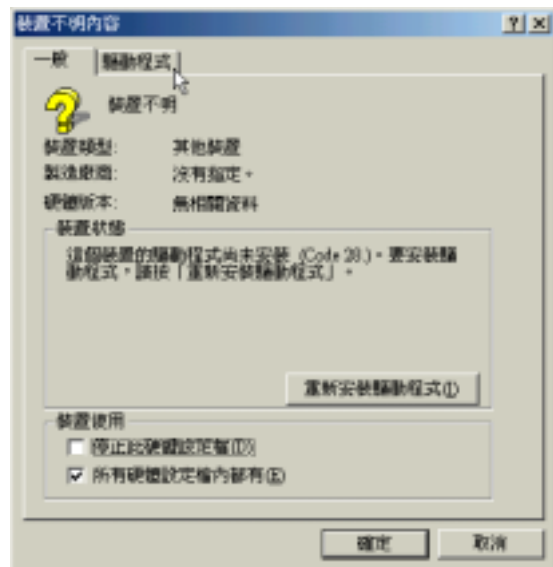 裝置不明內容
一般 驅動程式
裝置不明
裝置類型: 其他裝置
製造廠商: 沒有指定。
硬體版本: 無相關資料
裝置狀態
這個裝置的驅動程式尚未安裝 (Code 28.)。要安裝驅
動程式，請按「重新安裝驅動程式」。
重新安裝驅動程式(I)
裝置使用
停止此硬體設定檔(D)
所有硬體設定檔內都有(E)
確定 取消